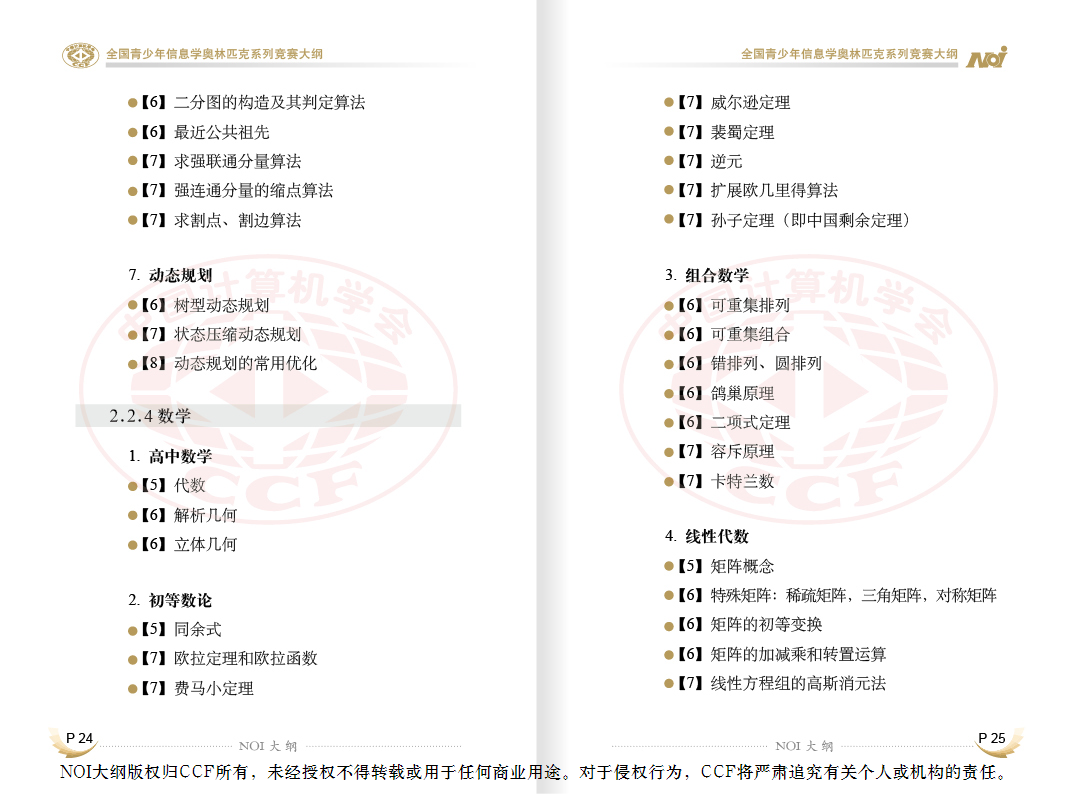 全国青少年信息学奥林匹克系列竞赛大纲
●【6】二分图的构造及其判定算法
●【6】最近公共祖先
●【7】求强联通分量算法
●【7】强连通分量的缩点算法
●【7】求割点、割边算法
7. 动态规划
●【6】树型动态规划
●【7】状态压缩动态规划
●【8】动态规划的常用优化
2.2.4 数学
1. 高中数学
●【5】代数
●【6】解析几何
●【6】立体几何
2. 初等数论
●【5】同余式
●【7】欧拉定理和欧拉函数
●【7】费马小定理
P 24
NOI 大 纲
全国青少年信息学奥林匹克系列竞赛大纲 NOI
●【7】威尔逊定理
●【7】裴蜀定理
●【7】逆元
●【7】扩展欧几里得算法
●【7】孙子定理（即中国剩余定理）
3. 组合数学
●【6】可重集排列
●【6】可重集组合
●【6】错排列、圆排列
●【6】鸽巢原理
●【6】二项式定理
●【7】容斥原理
●【7】卡特兰数
4. 线性代数
●【5】矩阵概念
●【6】特殊矩阵：稀疏矩阵，三角矩阵，对称矩阵
●【6】矩阵的初等变换
●【6】矩阵的加减乘和转置运算
●【7】线性方程组的高斯消元法
NOI 大 纲
P 25
中国计算机学会
CCF
中国计算机学会
CCF
NOI大纲版权归CCF所有，未经授权不得转载或用于任何商业用途。对于侵权行为，CCF将严肃追究有关个人或机构的责任。